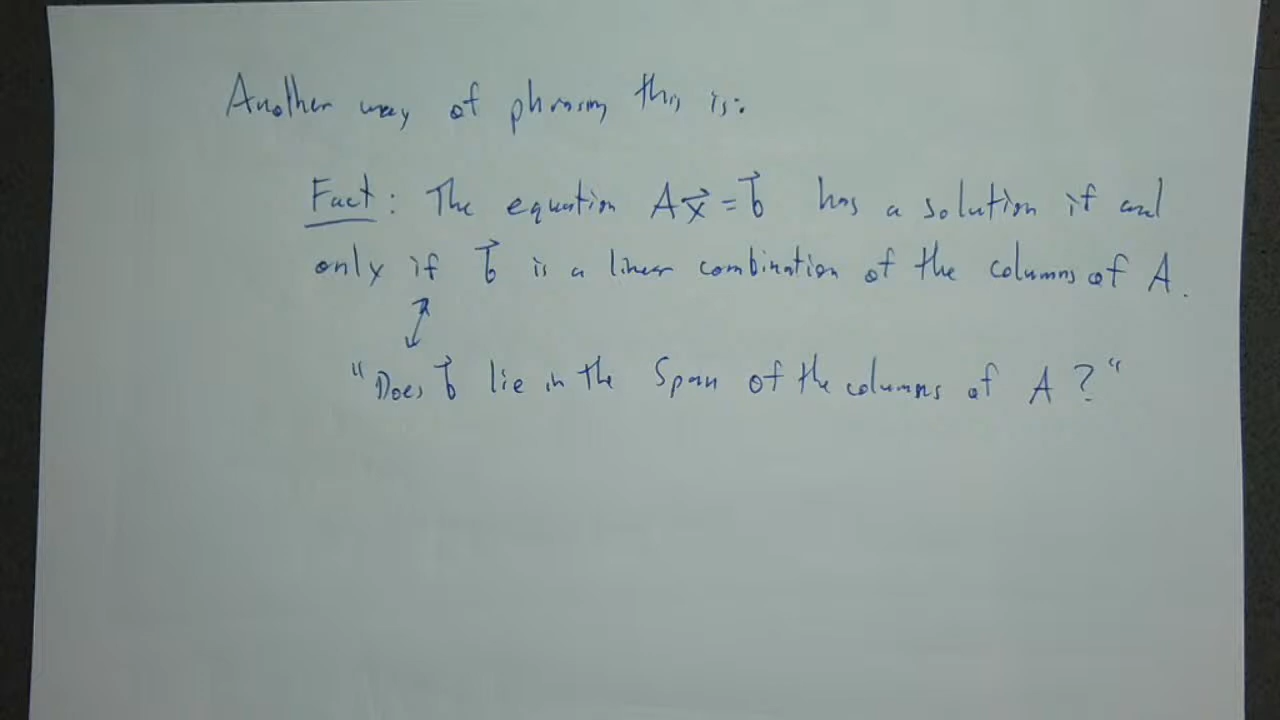 Another way of phrasing this is:
Fact: The equation Ax⃗ = b⃗ has a solution if and
only if b⃗ is a linear combination of the columns of A.
"Does b⃗ lie in the Span of the columns of A?"